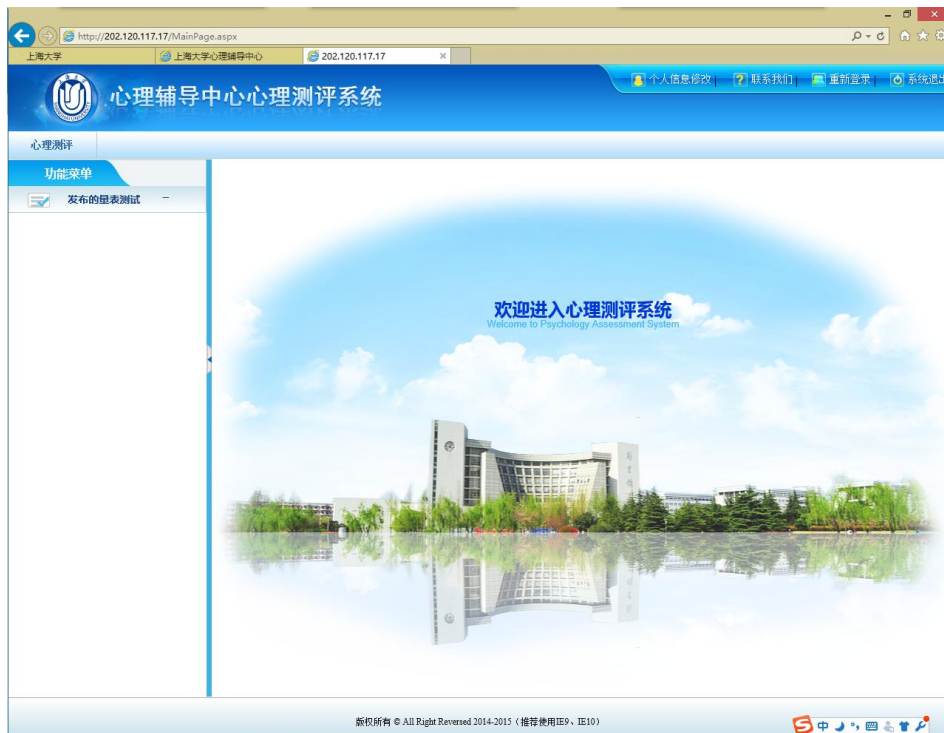 http://202.120.117.17/MainPage.aspx
上海大学
上海大学心理辅导中心
202.120.117.17
个人信息修改
联系我们
重新登录
系统退出
心理辅导中心心理测评系统
心理测评
功能菜单
发布的量表测试
欢迎进入心理测评系统
Welcome to Psychology Assessment System
版权所有 © All Right Reversed 2014-2015（推荐使用IE9、IE10）
中